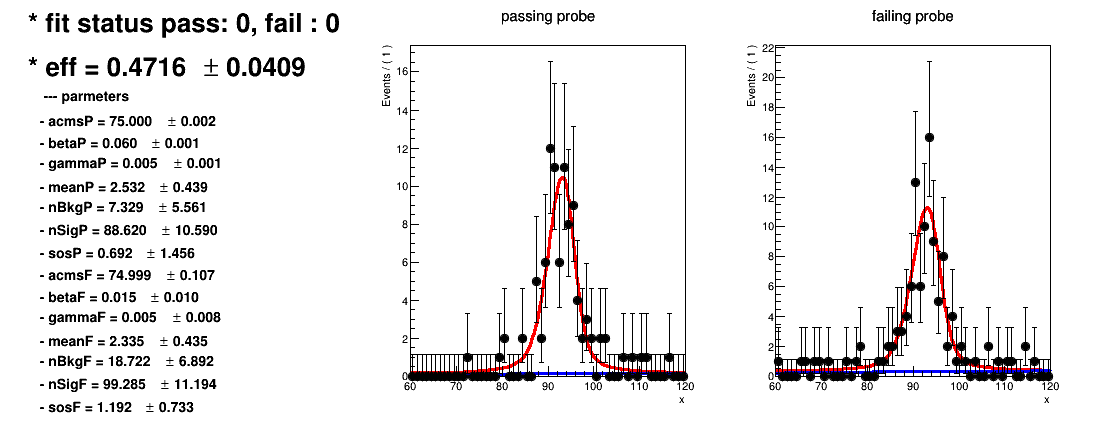 * fit status pass: 0, fail : 0
* eff = 0.4716 ± 0.0409
--- parmeters
- acmsP = 75.000 ± 0.002
- betaP = 0.060 ± 0.001
- gammaP = 0.005 ± 0.001
- meanP = 2.532 ± 0.439
- nBkgP = 7.329 ± 5.561
- nSigP = 88.620 ± 10.590
- sosP = 0.692 ± 1.456
- acmsF = 74.999 ± 0.107
- betaF = 0.015 ± 0.010
- gammaF = 0.005 ± 0.008
- meanF = 2.335 ± 0.435
- nBkgF = 18.722 ± 6.892
- nSigF = 99.285 ± 11.194
- sosF = 1.192 ± 0.733
passing probe
Events / ( 1 )
16
14
12
10
8
6
4
2
0
60 70 80 90 100 110 120
x
failing probe
Events / ( 1 )
22
20
18
16
14
12
10
8
6
4
2
0
60 70 80 90 100 110 120
x